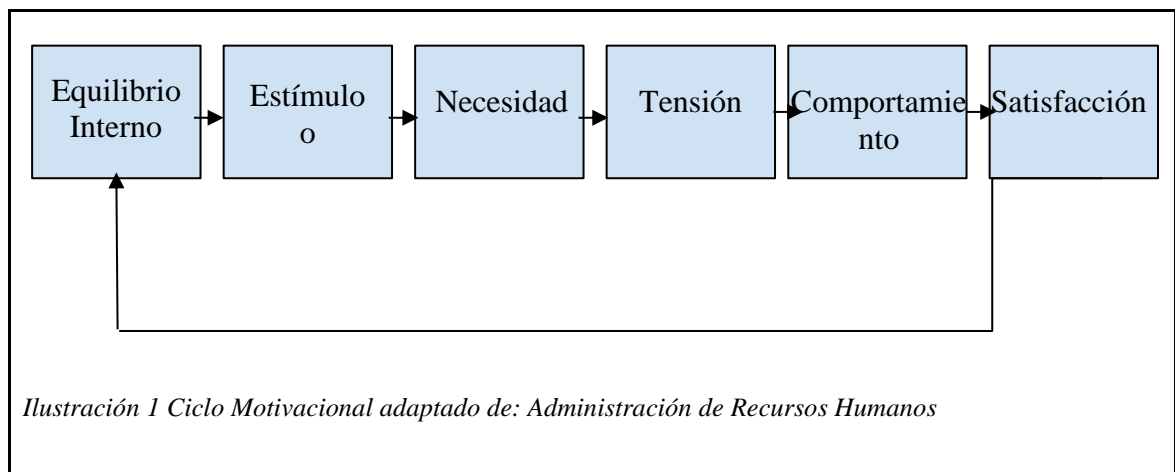 Equilibrio
Interno
Estímulo
o
Necesidad
Tensión
Comportamie
nto
Satisfacción
Ilustración 1 Ciclo Motivacional adaptado de: Administración de Recursos Humanos